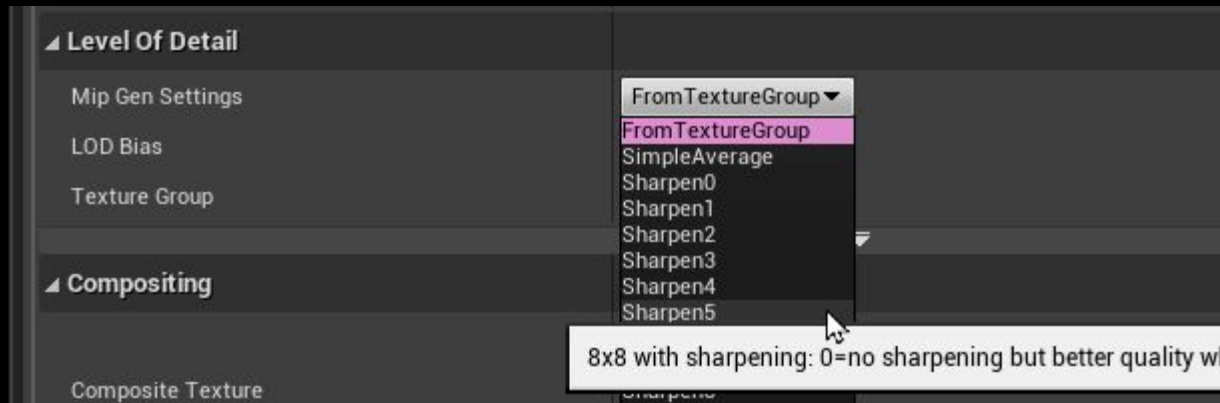 Level Of Detail
Mip Gen Settings
FromTextureGroup
FromTextureGroup
SimpleAverage
LOD Bias
Sharpen0
Texture Group
Sharpen1
Sharpen2
Sharpen3
Sharpen4
Compositing
Sharpen5
8x8 with sharpening: 0=no sharpening but better quality
Composite Texture